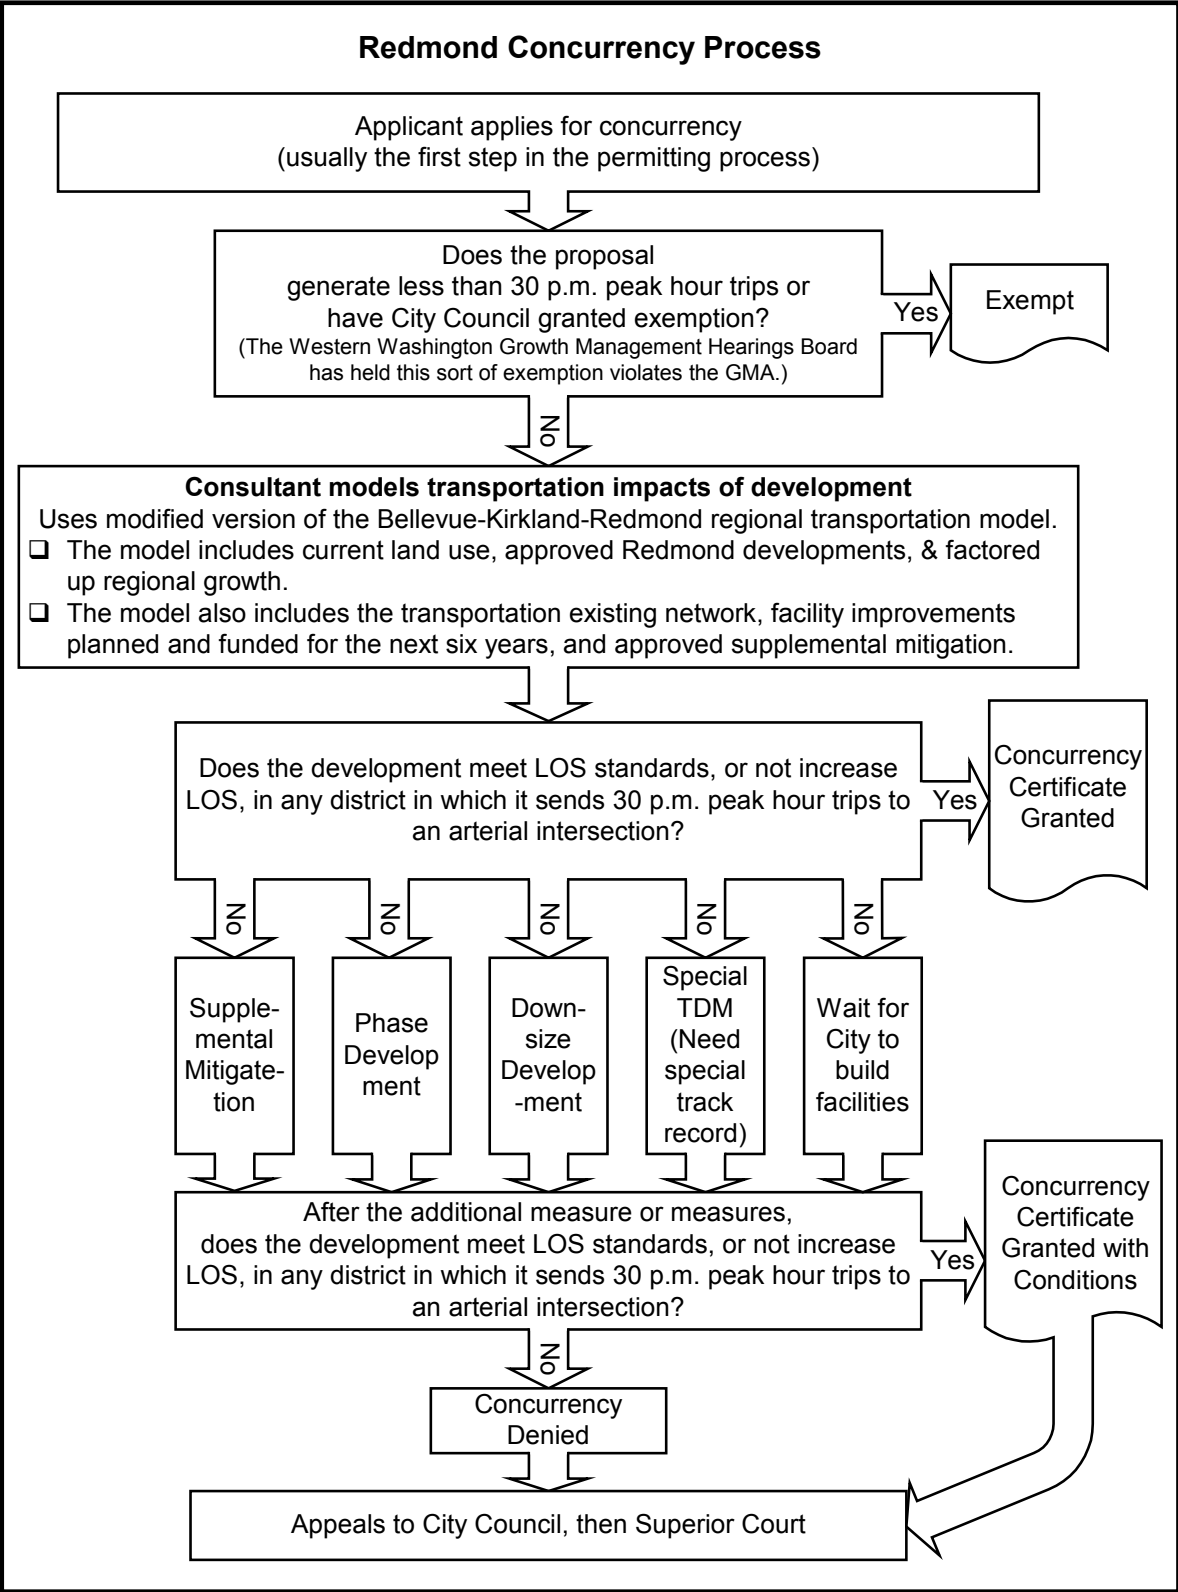 Redmond Concurrency Process
Applicant applies for concurrency
(usually the first step in the permitting process)
Does the proposal
generate less than 30 p.m. peak hour trips or
have City Council granted exemption?
(The Western Washington Growth Management Hearings Board
has held this sort of exemption violates the GMA.)
Yes
Exempt
No
Consultant models transportation impacts of development
Uses modified version of the Bellevue-Kirkland-Redmond regional transportation model.
❑ The model includes current land use, approved Redmond developments, & factored
up regional growth.
❑ The model also includes the transportation existing network, facility improvements
planned and funded for the next six years, and approved supplemental mitigation.
Does the development meet LOS standards, or not increase
LOS, in any district in which it sends 30 p.m. peak hour trips to
an arterial intersection?
Yes
Concurrency
Certificate
Granted
No
No
No
No
No
Supple-
mental
Mitigate-
tion
Phase
Develop
ment
Down-
size
Develop
-ment
Special
TDM
(Need
special
track
record)
Wait for
City to
build
facilities
After the additional measure or measures,
does the development meet LOS standards, or not increase
LOS, in any district in which it sends 30 p.m. peak hour trips to
an arterial intersection?
Yes
Concurrency
Certificate
Granted with
Conditions
No
Concurrency
Denied
Appeals to City Council, then Superior Court